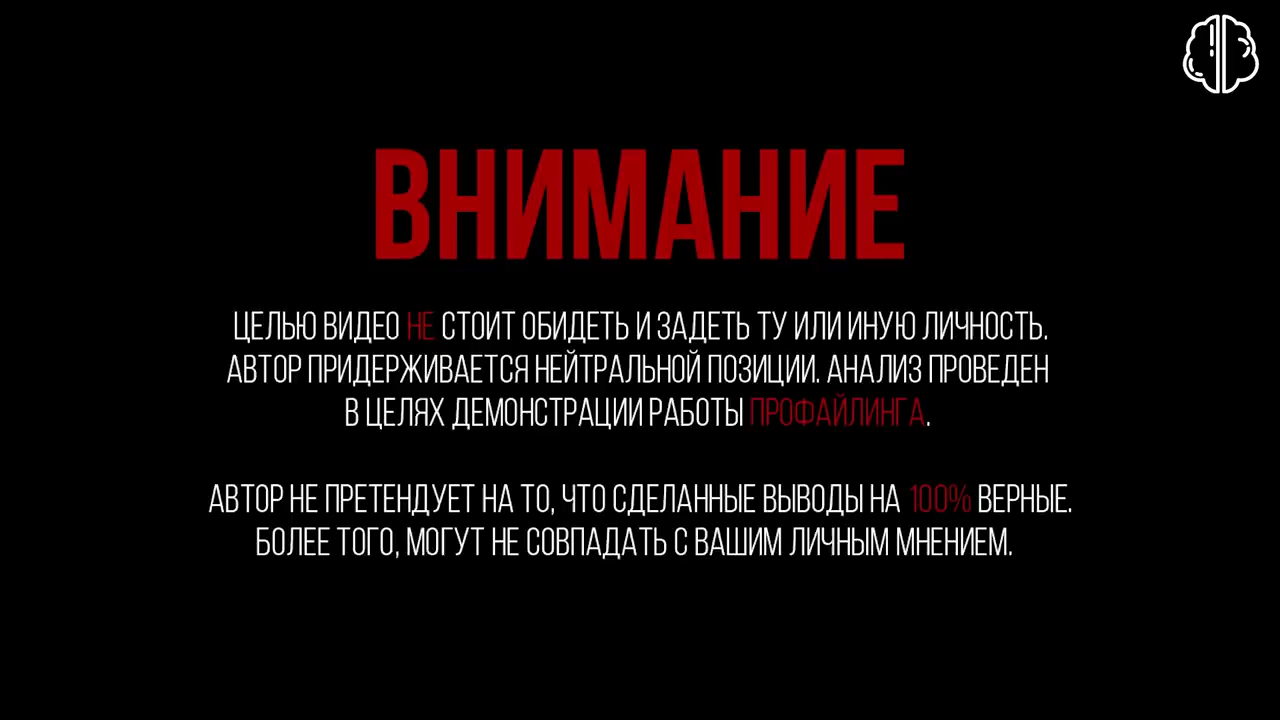 ВНИМАНИЕ
ЦЕЛЬЮ ВИДЕО НЕ СТОИТ ОБИДЕТЬ И ЗАДЕТЬ ТУ ИЛИ ИНУЮ ЛИЧНОСТЬ.
АВТОР ПРИДЕРЖИВАЕТСЯ НЕЙТРАЛЬНОЙ ПОЗИЦИИ. АНАЛИЗ ПРОВЕДЕН
В ЦЕЛЯХ ДЕМОНСТРАЦИИ РАБОТЫ ПРОФАЙЛИНГА.
АВТОР НЕ ПРЕТЕНДУЕТ НА ТО, ЧТО СДЕЛАННЫЕ ВЫВОДЫ НА 100% ВЕРНЫЕ.
БОЛЕЕ ТОГО, МОГУТ НЕ СОВПАДАТЬ С ВАШИМ ЛИЧНЫМ МНЕНИЕМ.